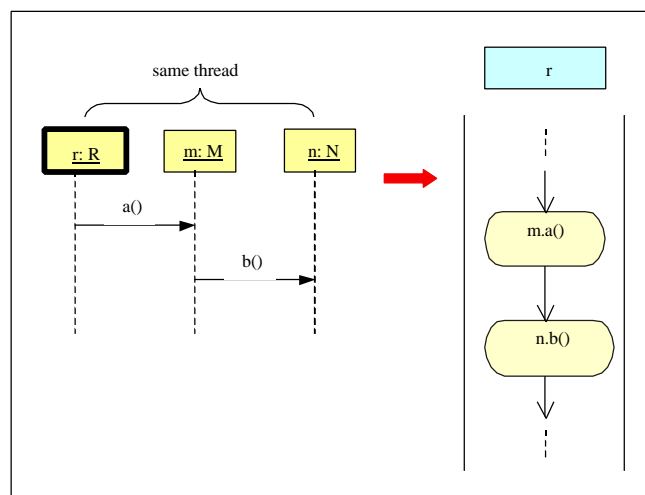 same thread
r: R
m: M
n: N
a()
b()
r
m.a()
n.b()